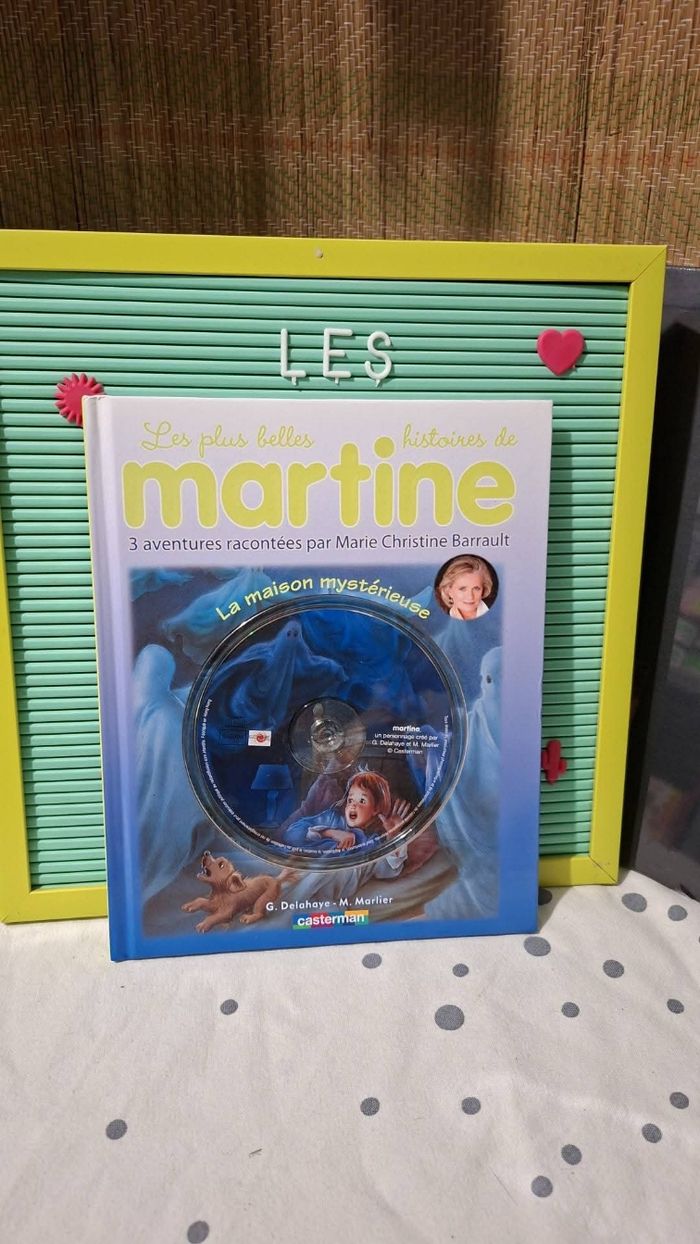 LES
Les plus belles histoires de
martine
3 aventures racontées par Marie Christine Barrault
La maison mystérieuse
martine
un personnage créé par
G. Delahaye et M. Marlier
© Casterman
G. Delahaye - M. Marlier
casterman